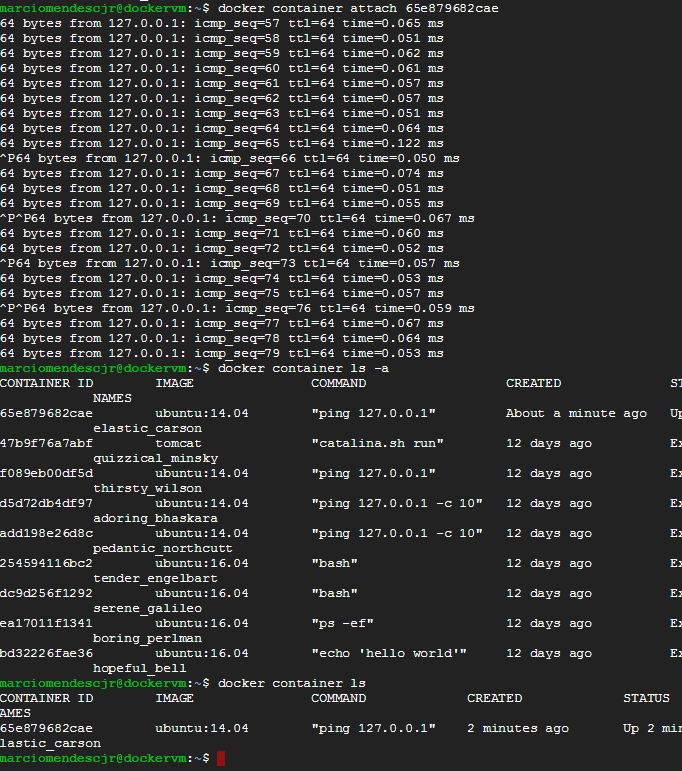 marciomendescjr@dockervm:~$ docker container attach 65e879682cae
64 bytes from 127.0.0.1: icmp_seq=57 ttl=64 time=0.065 ms
64 bytes from 127.0.0.1: icmp_seq=58 ttl=64 time=0.051 ms
64 bytes from 127.0.0.1: icmp_seq=59 ttl=64 time=0.062 ms
64 bytes from 127.0.0.1: icmp_seq=60 ttl=64 time=0.061 ms
64 bytes from 127.0.0.1: icmp_seq=61 ttl=64 time=0.057 ms
64 bytes from 127.0.0.1: icmp_seq=62 ttl=64 time=0.057 ms
64 bytes from 127.0.0.1: icmp_seq=63 ttl=64 time=0.051 ms
64 bytes from 127.0.0.1: icmp_seq=64 ttl=64 time=0.064 ms
64 bytes from 127.0.0.1: icmp_seq=65 ttl=64 time=0.122 ms
^P64 bytes from 127.0.0.1: icmp_seq=66 ttl=64 time=0.050 ms
64 bytes from 127.0.0.1: icmp_seq=67 ttl=64 time=0.074 ms
64 bytes from 127.0.0.1: icmp_seq=68 ttl=64 time=0.051 ms
64 bytes from 127.0.0.1: icmp_seq=69 ttl=64 time=0.055 ms
^P^P64 bytes from 127.0.0.1: icmp_seq=70 ttl=64 time=0.067 ms
64 bytes from 127.0.0.1: icmp_seq=71 ttl=64 time=0.060 ms
64 bytes from 127.0.0.1: icmp_seq=72 ttl=64 time=0.052 ms
^P64 bytes from 127.0.0.1: icmp_seq=73 ttl=64 time=0.057 ms
64 bytes from 127.0.0.1: icmp_seq=74 ttl=64 time=0.053 ms
64 bytes from 127.0.0.1: icmp_seq=75 ttl=64 time=0.057 ms
^P^P64 bytes from 127.0.0.1: icmp_seq=76 ttl=64 time=0.059 ms
64 bytes from 127.0.0.1: icmp_seq=77 ttl=64 time=0.067 ms
64 bytes from 127.0.0.1: icmp_seq=78 ttl=64 time=0.064 ms
64 bytes from 127.0.0.1: icmp_seq=79 ttl=64 time=0.053 ms
marciomendescjr@dockervm:~$ docker container ls -a
CONTAINER ID IMAGE COMMAND CREATED ST
NAMES
65e879682cae ubuntu:14.04 "ping 127.0.0.1" About a minute ago Up
elastic_carson
47b9f76a7abf tomcat "catalina.sh run" 12 days ago Ex
quizzical_minsky
f089eb00df5d ubuntu:14.04 "ping 127.0.0.1" 12 days ago Ex
thirsty_wilson
d5d72db4df97 ubuntu:14.04 "ping 127.0.0.1 -c 10" 12 days ago Ex
adoring_bhaskara
add198e26d8c ubuntu:14.04 "ping 127.0.0.1 -c 10" 12 days ago Ex
pedantic_northcutt
254594116bc2 ubuntu:16.04 "bash" 12 days ago Ex
tender_engelbart
dc9d256f1292 ubuntu:16.04 "bash" 12 days ago Ex
serene_galileo
ea17011f1341 ubuntu:16.04 "ps -ef" 12 days ago Ex
boring_perlman
bd32226fae36 ubuntu:16.04 "echo 'hello world'" 12 days ago Ex
hopeful_bell
marciomendescjr@dockervm:~$ docker container ls
CONTAINER ID IMAGE COMMAND CREATED STATUS
AMES
65e879682cae ubuntu:14.04 "ping 127.0.0.1" 2 minutes ago Up 2 min
lastic_carson
marciomendescjr@dockervm:~$